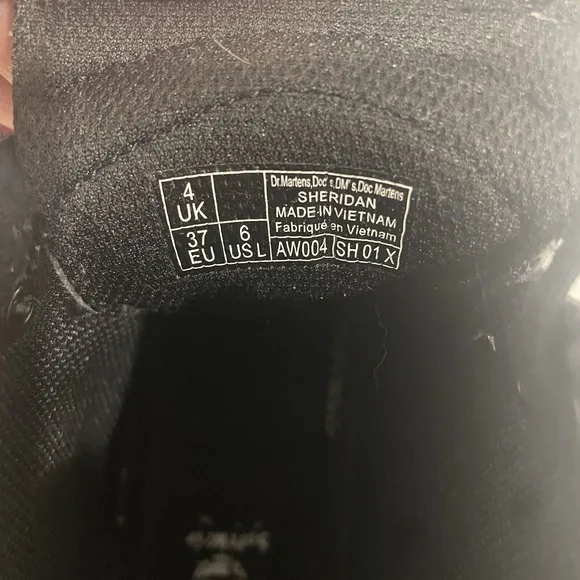 4
UK
37
EU
6
US L
Dr.Martens,Doc's,DM's,Doc Martens
SHERIDAN
MADE-IN VIETNAM
Fabriqué en Vietnam
AW004
SH 01 X